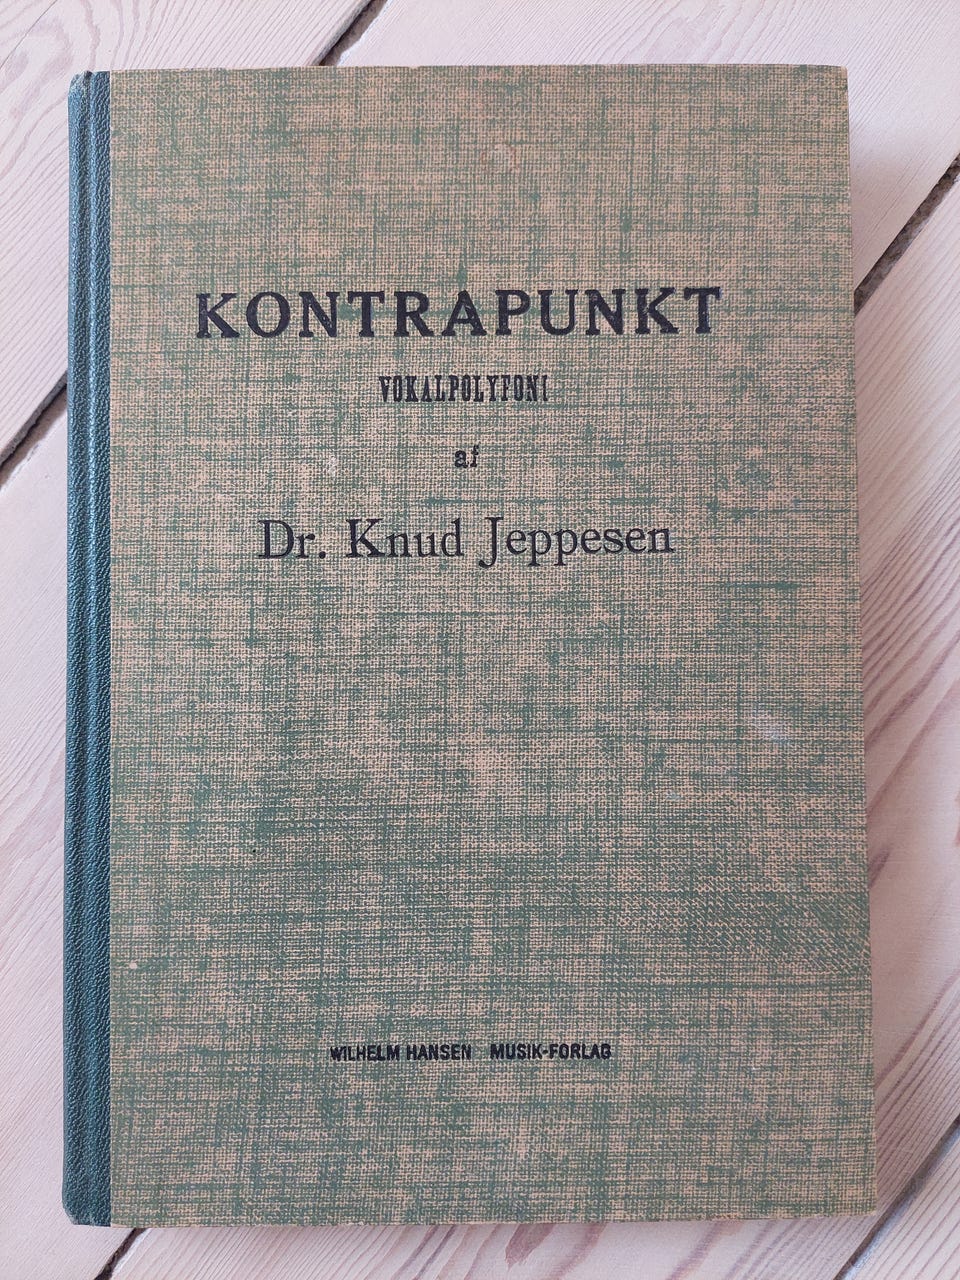 KONTRAPUNKT
VOKALPOLYFONI
af
Dr. Knud Jeppesen
WILHELM HANSEN MUSIK-FORLAG